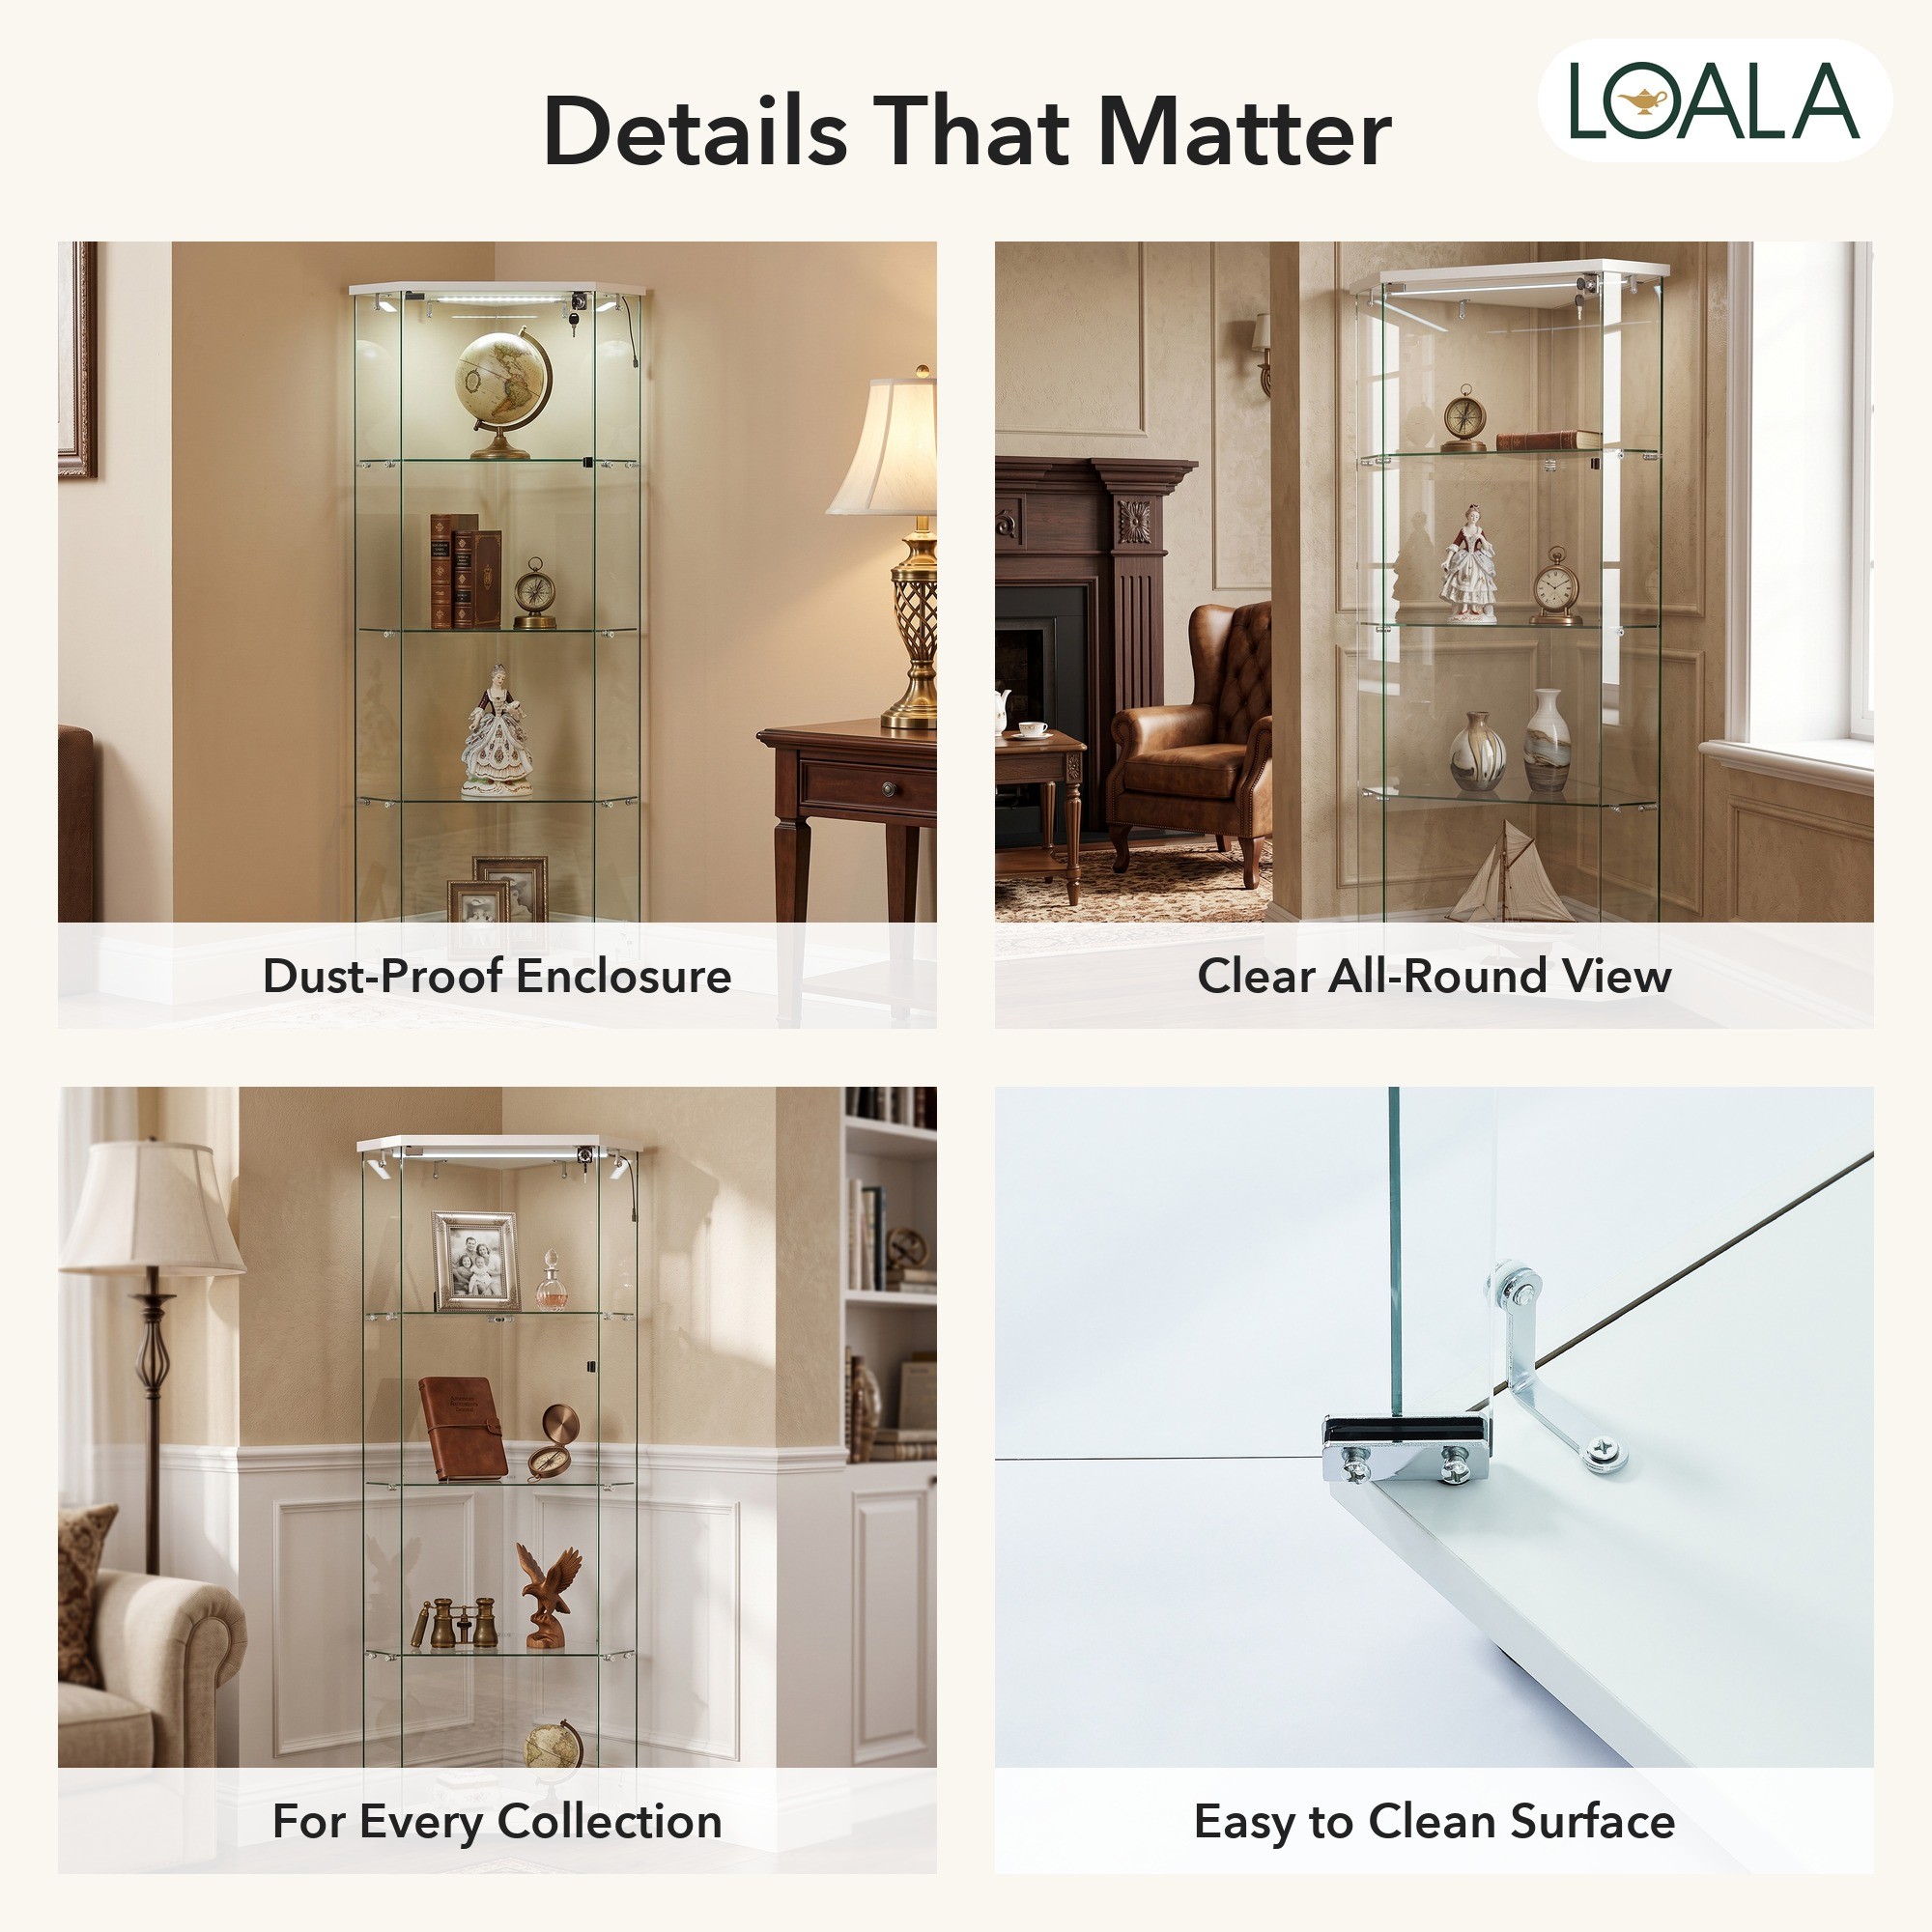 Details That Matter
LOALA
Dust-Proof Enclosure
Clear All-Round View
For Every Collection
Easy to Clean Surface